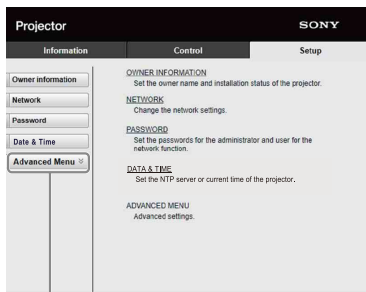 Projector
SONY
Information
Control
Setup
Owner information
Network
Password
Date & Time
Advanced Menu
OWNER INFORMATION
Set the owner name and installation status of the projector.
NETWORK
Change the network settings.
PASSWORD
Set the passwords for the administrator and user for the
network function.
DATA & TIME
Set the NTP server or current time of the projector.
ADVANCED MENU
Advanced settings.